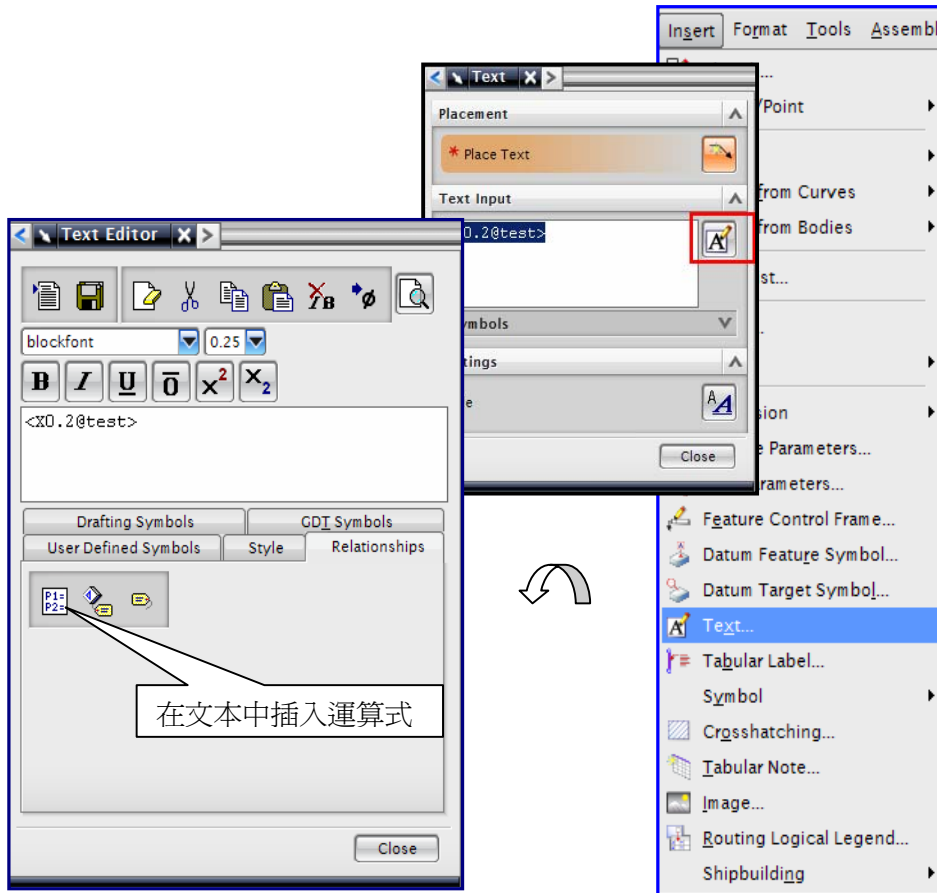 Insert Format Tools Assembl
...
/Point
from Curves
from Bodies
st...
.
sion
e Parameters...
rameters...
Feature Control Frame...
Datum Feature Symbol...
Datum Target Symbol...
Text...
Tabular Label...
Symbol
Crosshatching...
Tabular Note...
Image...
Routing Logical Legend...
Shipbuilding
Text
Placement
* Place Text
Text Input
0.2@test>
mbols
tings
e
Close
Text Editor
blockfont 0.25
B I U O x² X₂
<X0.2@test>
Drafting Symbols GDT Symbols
User Defined Symbols Style Relationships
P1=
P2=
在文本中插入運算式
Close